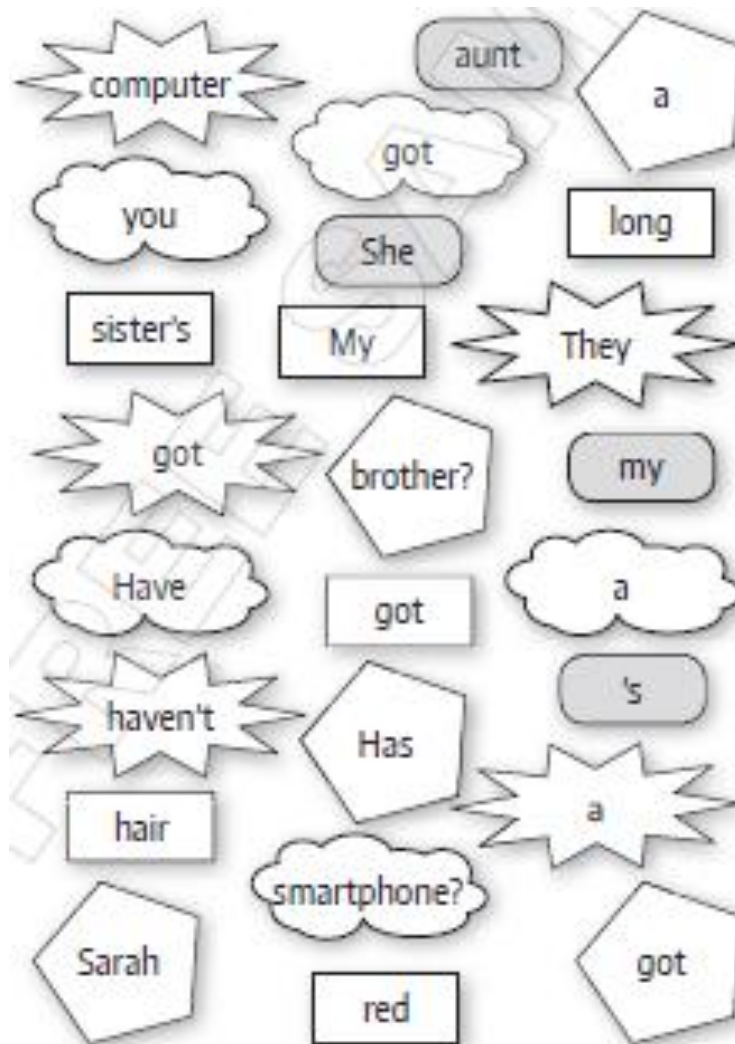 aunt
computer
a
got
you
long
She
sister's
My
They
got
brother?
my
Have
got
a
's
haven't
Has
a
hair
smartphone?
Sarah
got
red